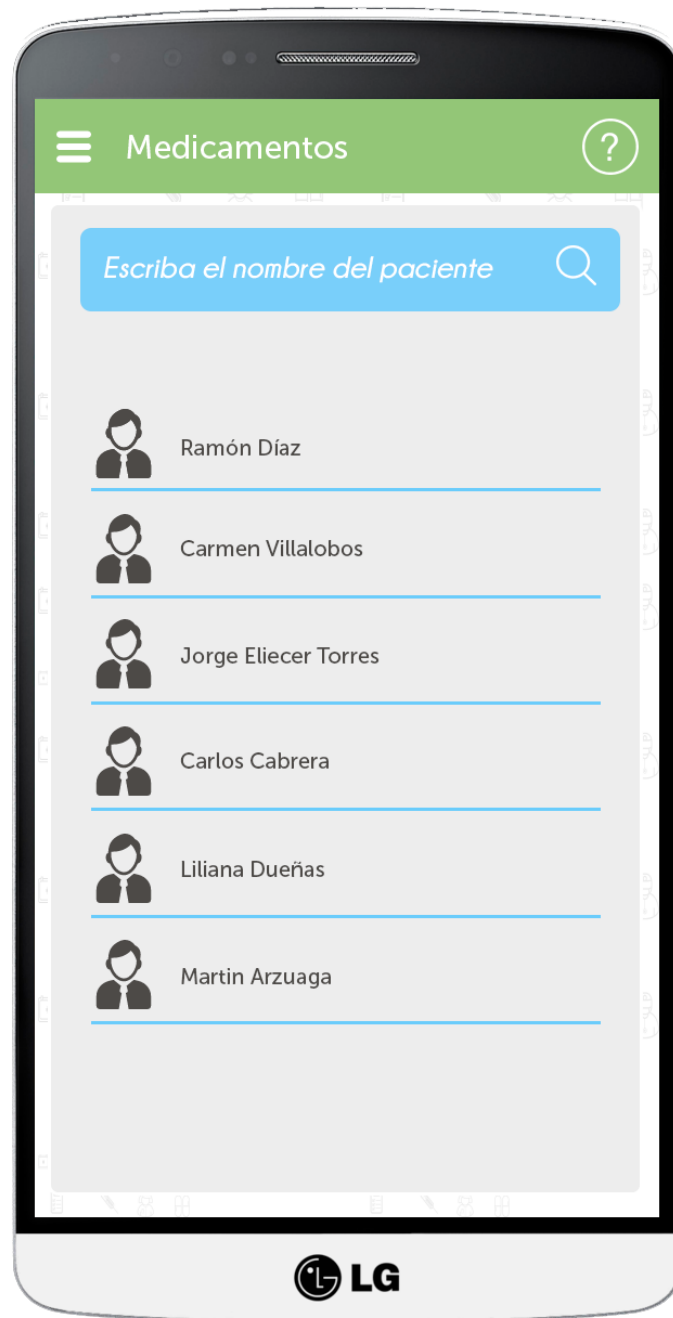 Medicamentos
?
Escriba el nombre del paciente
Ramón Díaz
Carmen Villalobos
Jorge Eliecer Torres
Carlos Cabrera
Liliana Dueñas
Martin Arzuaga
LG